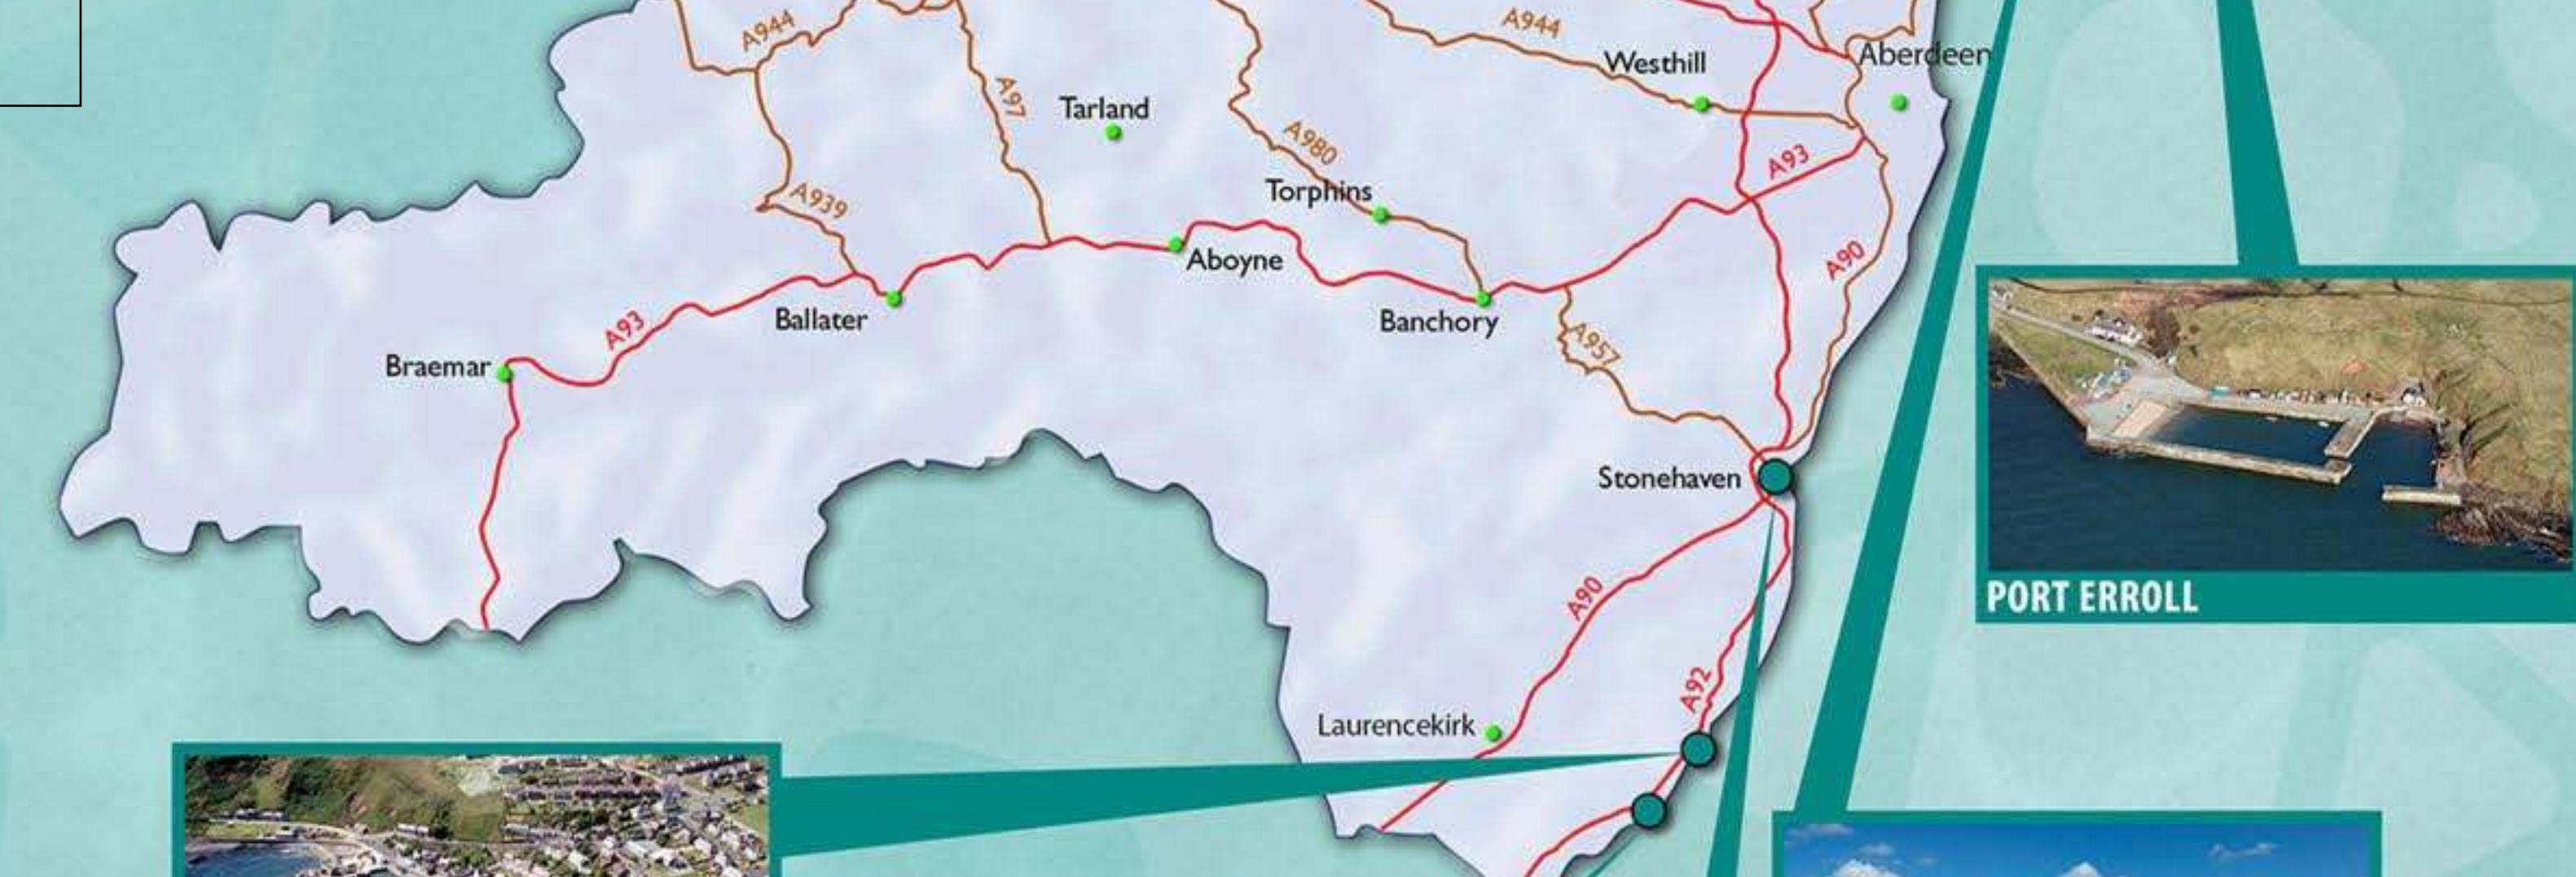 A944
A944
Westhill
Aberdeen
A97
Tarland
A980
A93
A939
Torphins
Aboyne
A90
Ballater
Banchory
A93
A957
Braemar
Stonehaven
PORT ERROLL
A90
A92
Laurencekirk